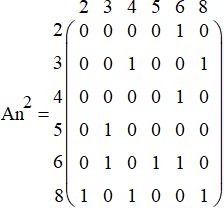 2 3 4 5 6 8
2 0 0 0 0 1 0
3 0 0 1 0 0 1
4 0 0 0 0 1 0
An² =
5 0 1 0 0 0 0
6 0 1 0 1 1 0
8 1 0 1 0 0 1